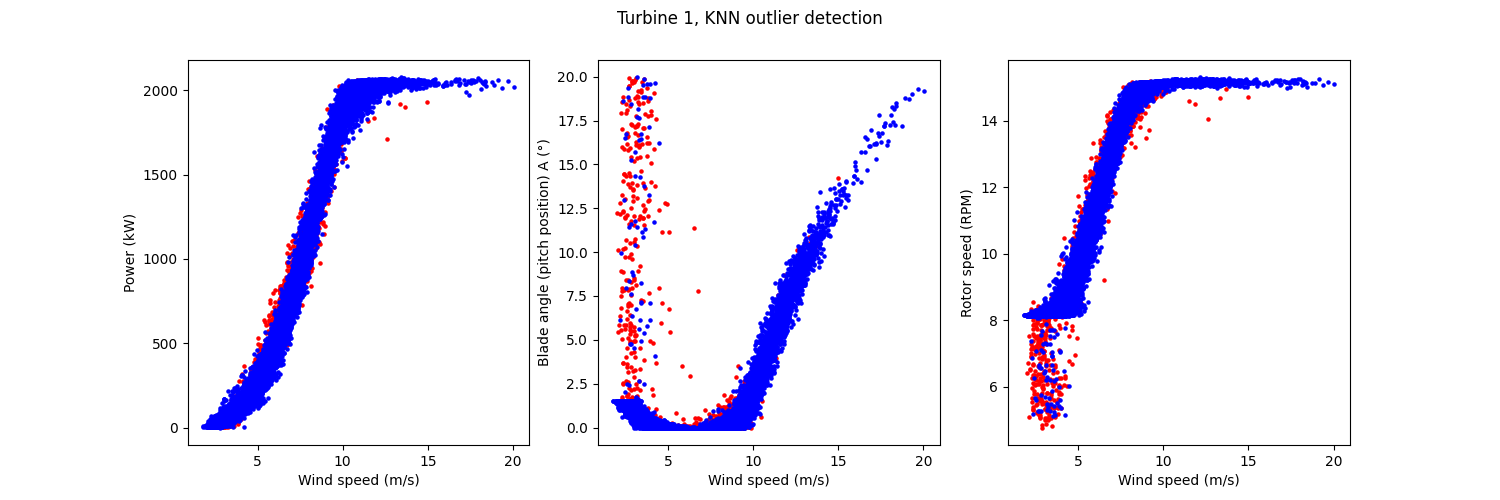 Turbine 1, KNN outlier detection
Power (kW)
2000
1500
1000
500
0
5 10 15 20
Wind speed (m/s)
Blade angle (pitch position) A (°)
20.0
17.5
15.0
12.5
10.0
7.5
5.0
2.5
0.0
5 10 15 20
Wind speed (m/s)
Rotor speed (RPM)
14
12
10
8
6
5 10 15 20
Wind speed (m/s)